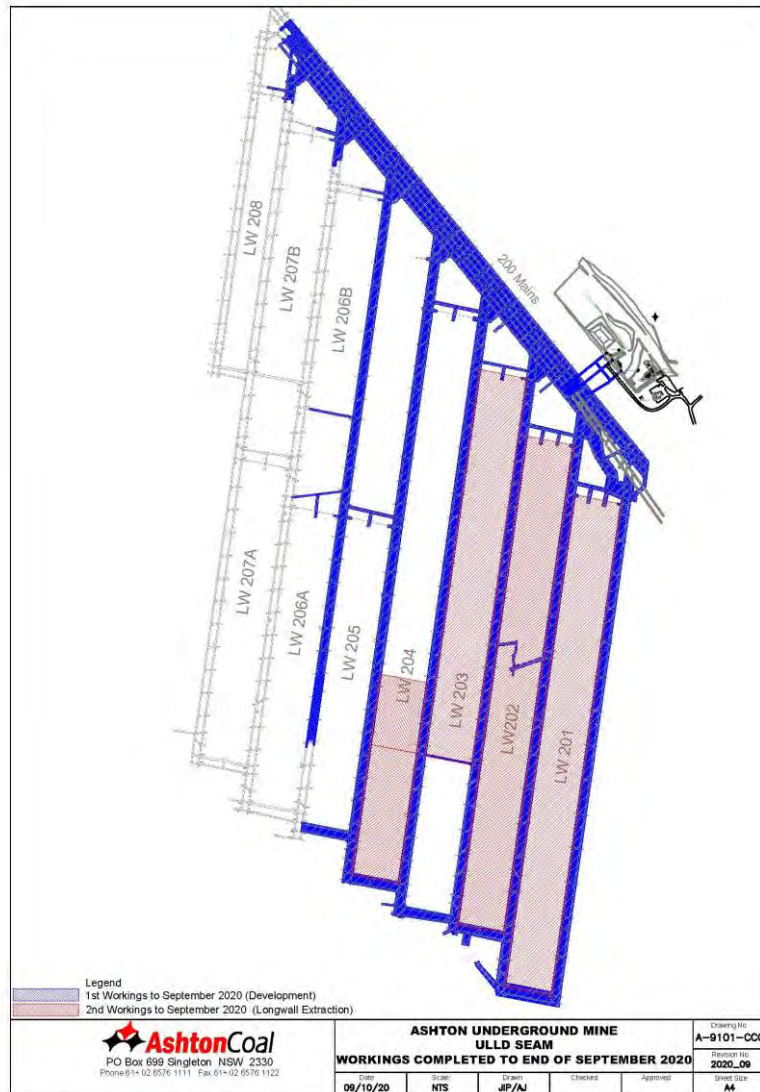 LW 208
LW 207B
LW 206B
200 Mains
LW 207A
LW 206A
LW 205
LW 204
LW 203
LW202
LW 201
Legend
1st Workings to September 2020 (Development)
2nd Workings to September 2020 (Longwall Extraction)
AshtonCoal
PO Box 699 Singleton NSW 2330
Phone 61+ 02 6576 1111 Fax 61+ 02 6576 1122
ASHTON UNDERGROUND MINE
ULLD SEAM
WORKINGS COMPLETED TO END OF SEPTEMBER 2020
Date
09/10/20
Scale
NTS
Drawn
JIP/AJ
Checked
Approved
Drawing No
A-9101-CCC
Revision No
2020_09
Sheet Size
A4